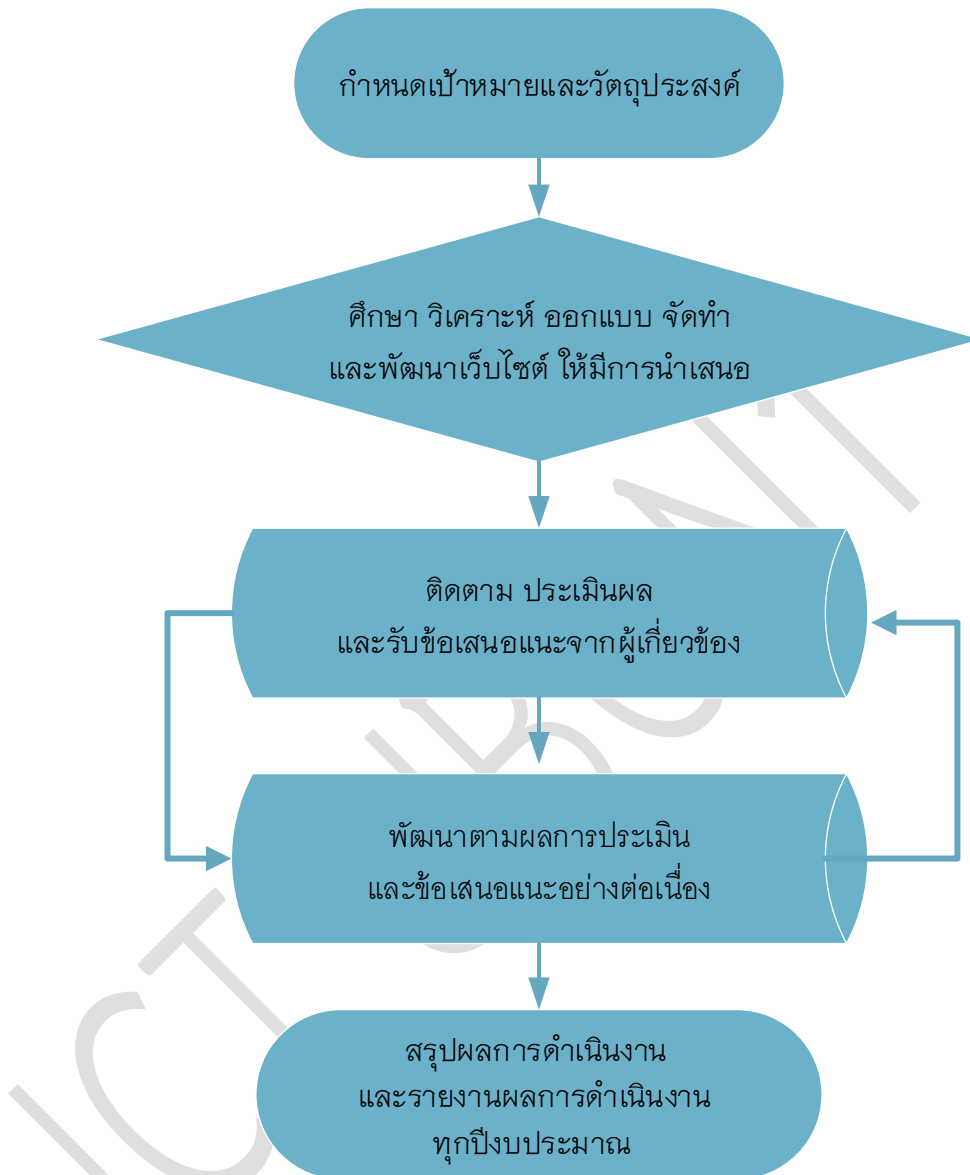 กำหนดเป้าหมายและวัตถุประสงค์
ศึกษา วิเคราะห์ ออกแบบ จัดทำ
และพัฒนาเว็บไซต์ ให้มีการนำเสนอ
ติดตาม ประเมินผล
และรับข้อเสนอแนะจากผู้เกี่ยวข้อง
พัฒนาตามผลการประเมิน
และข้อเสนอแนะอย่างต่อเนื่อง
สรุปผลการดำเนินงาน
และรายงานผลการดำเนินงาน
ทุกปีงบประมาณ